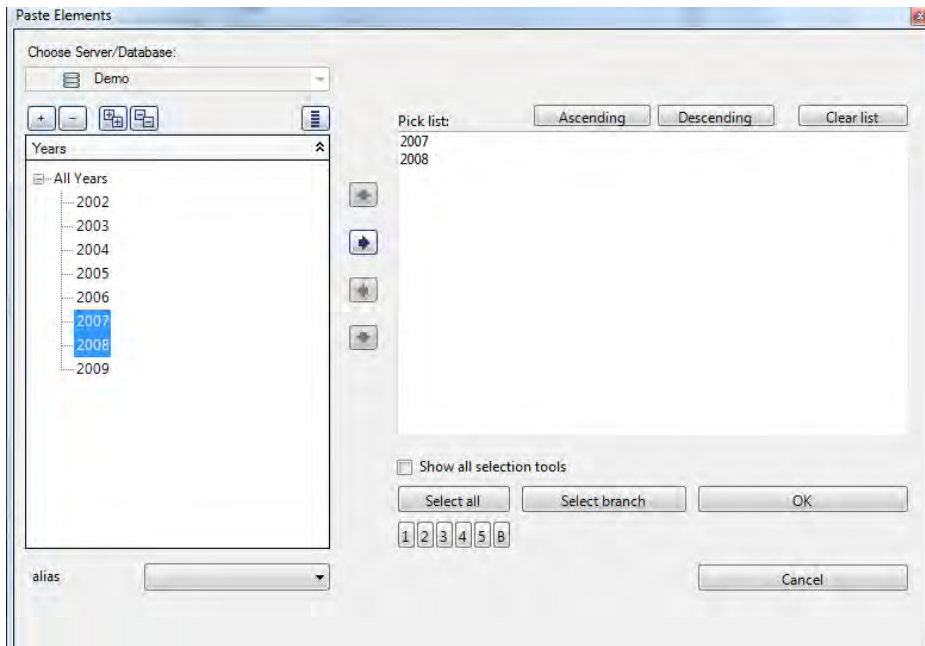 Paste Elements
Choose Server/Database:
Demo
Pick list:
Ascending
Descending
Clear list
Years
2007
2008
All Years
2002
2003
2004
2005
2006
2007
2008
2009
Show all selection tools
Select all
Select branch
OK
1 2 3 4 5 B
alias
Cancel